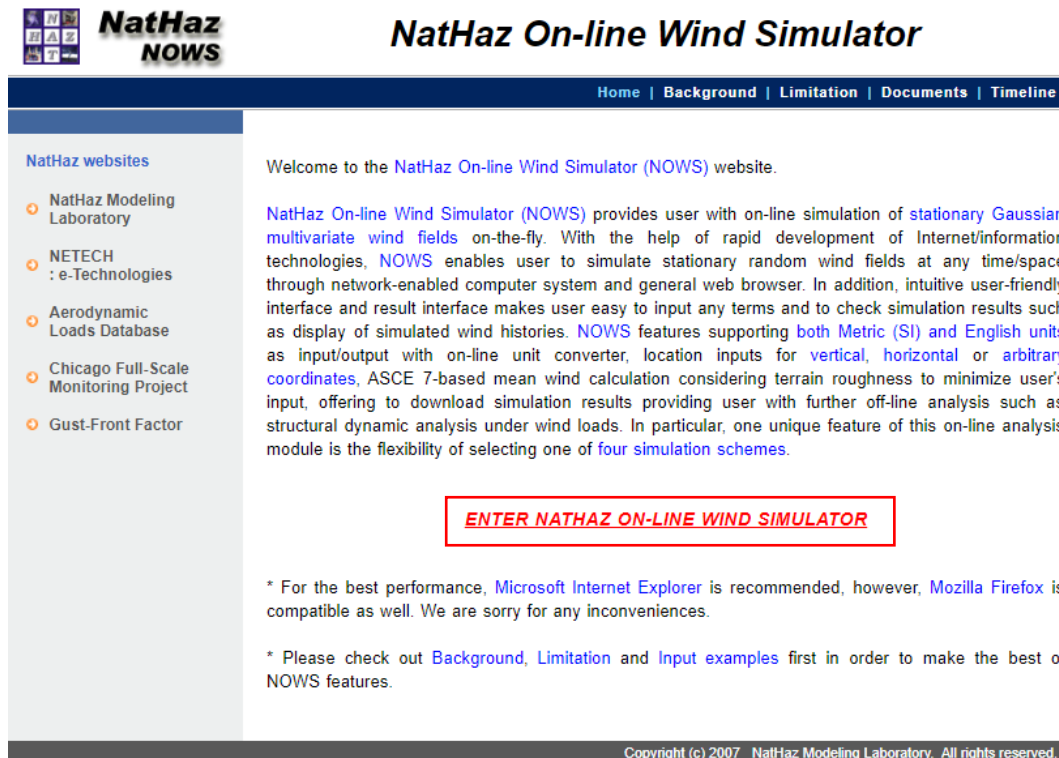 N
H A Z
T
NatHaz
NOWS
NatHaz On-line Wind Simulator
Home | Background | Limitation | Documents | Timeline
NatHaz websites
NatHaz Modeling
Laboratory
NETECH
: e-Technologies
Aerodynamic
Loads Database
Chicago Full-Scale
Monitoring Project
Gust-Front Factor
Welcome to the NatHaz On-line Wind Simulator (NOWS) website.
NatHaz On-line Wind Simulator (NOWS) provides user with on-line simulation of stationary Gaussian
multivariate wind fields on-the-fly. With the help of rapid development of Internet/information
technologies, NOWS enables user to simulate stationary random wind fields at any time/space
through network-enabled computer system and general web browser. In addition, intuitive user-friendly
interface and result interface makes user easy to input any terms and to check simulation results such
as display of simulated wind histories. NOWS features supporting both Metric (SI) and English units
as input/output with on-line unit converter, location inputs for vertical, horizontal or arbitrary
coordinates, ASCE 7-based mean wind calculation considering terrain roughness to minimize user's
input, offering to download simulation results providing user with further off-line analysis such as
structural dynamic analysis under wind loads. In particular, one unique feature of this on-line analysis
module is the flexibility of selecting one of four simulation schemes.
ENTER NATHAZ ON-LINE WIND SIMULATOR
* For the best performance, Microsoft Internet Explorer is recommended, however, Mozilla Firefox is
compatible as well. We are sorry for any inconveniences.
* Please check out Background, Limitation and Input examples first in order to make the best o
NOWS features.
Copyright (c) 2007 NatHaz Modeling Laboratory. All rights reserved.